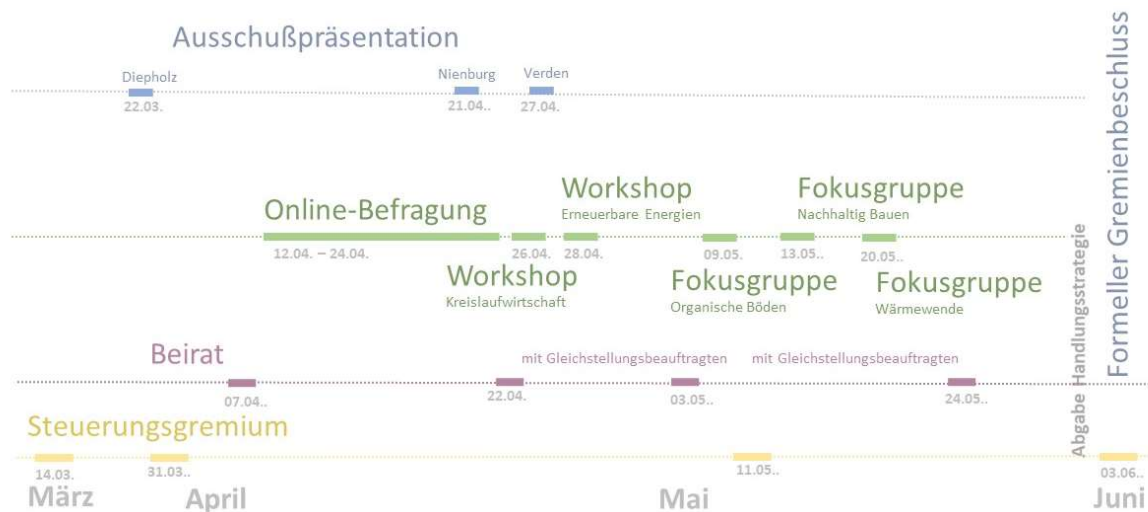 Ausschußpräsentation
Diepholz
Nienburg
Verden
22.03.
21.04..
27.04.
Workshop
Erneuerbare Energien
Fokusgruppe
Nachhaltig Bauen
Online-Befragung
12.04. – 24.04.
26.04.
28.04.
09.05.
13.05..
20.05..
Workshop
Kreislaufwirtschaft
Fokusgruppe
Organische Böden
Fokusgruppe
Wärmewende
Beirat
mit Gleichstellungsbeauftragten
mit Gleichstellungsbeauftragten
07.04..
22.04.
03.05..
24.05..
Steuerungsgremium
14.03.
31.03..
11.05..
03.06..
März
April
Mai
Juni
Abgabe Handlungsstrategie
Formeller Gremienbeschluss